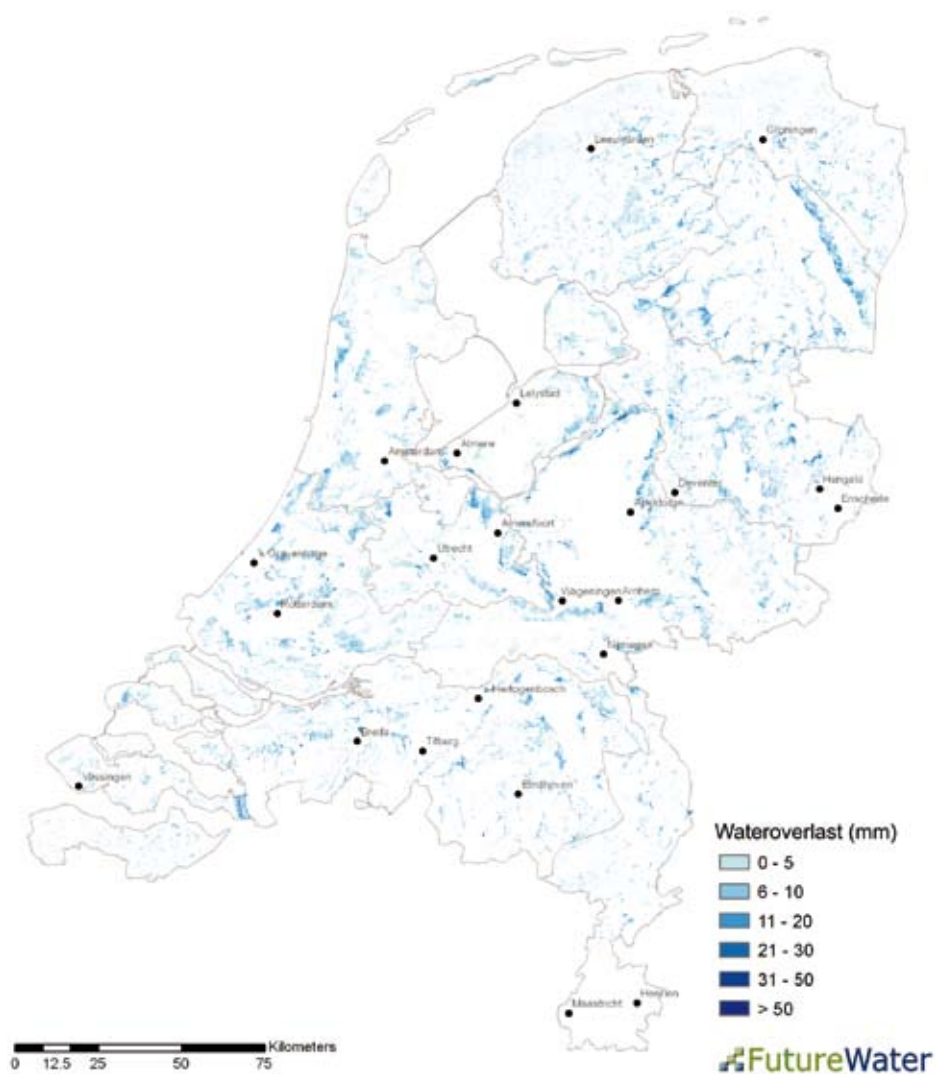 Leeuwarden
Groningen
Lelystad
Almere
Amsterdam
Deventer
Hengelo
Enschede
Apeldoorn
Amersfoort
Utrecht
's Gravenhage
Wageningen
Arnhem
Rotterdam
Nijmegen
's Hertogenbosch
Breda
Tilburg
Vlissingen
Eindhoven
Maastricht
Heerlen
Wateroverlast (mm)
0 - 5
6 - 10
11 - 20
21 - 30
31 - 50
> 50
Kilometers
0 12.5 25 50 75
FutureWater